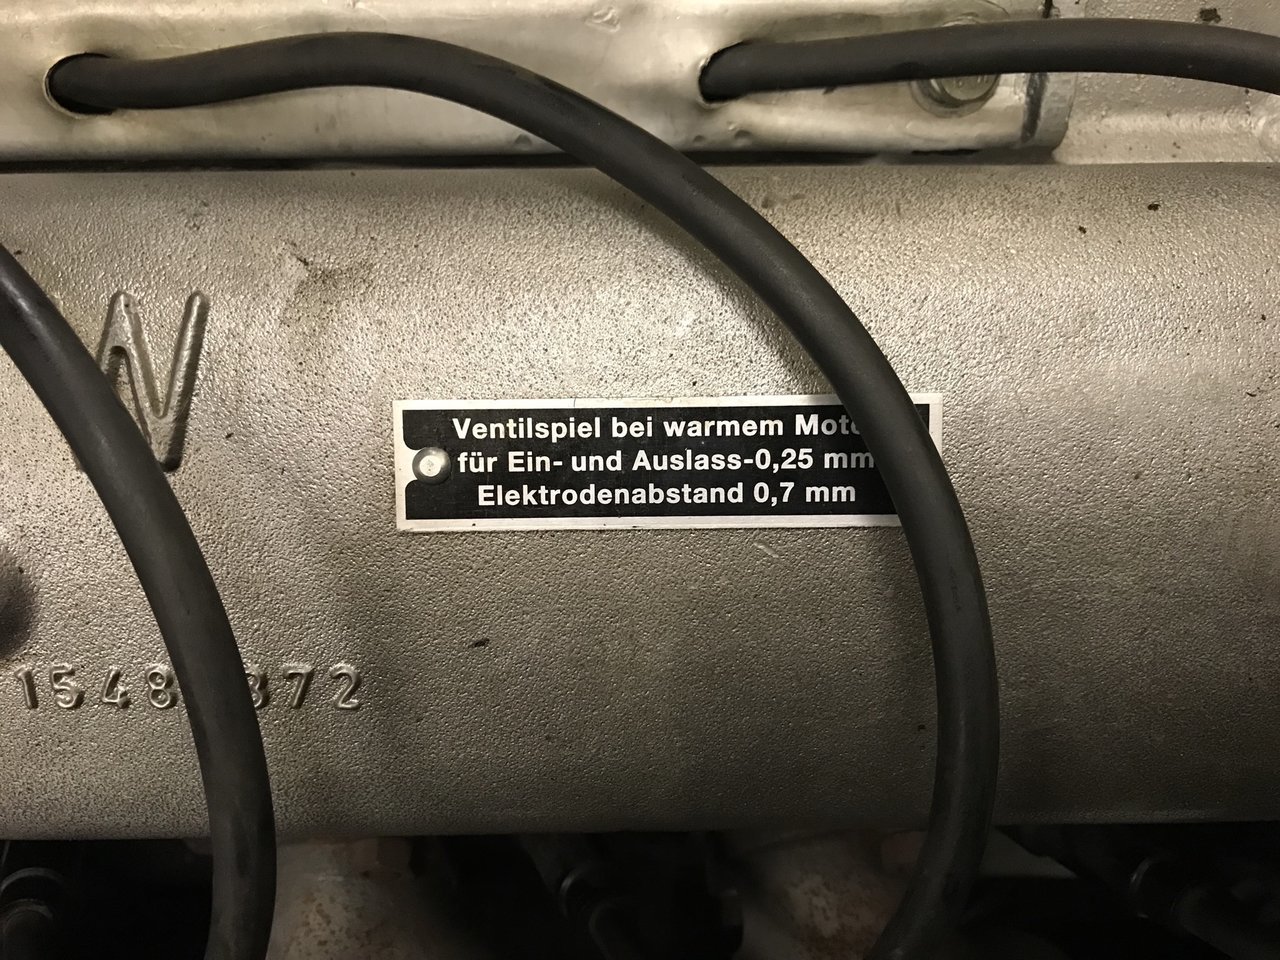 W
Ventilspiel bei warmem
für Ein- und Auslass-0,25 mm
Elektrodenabstand 0,7 mm